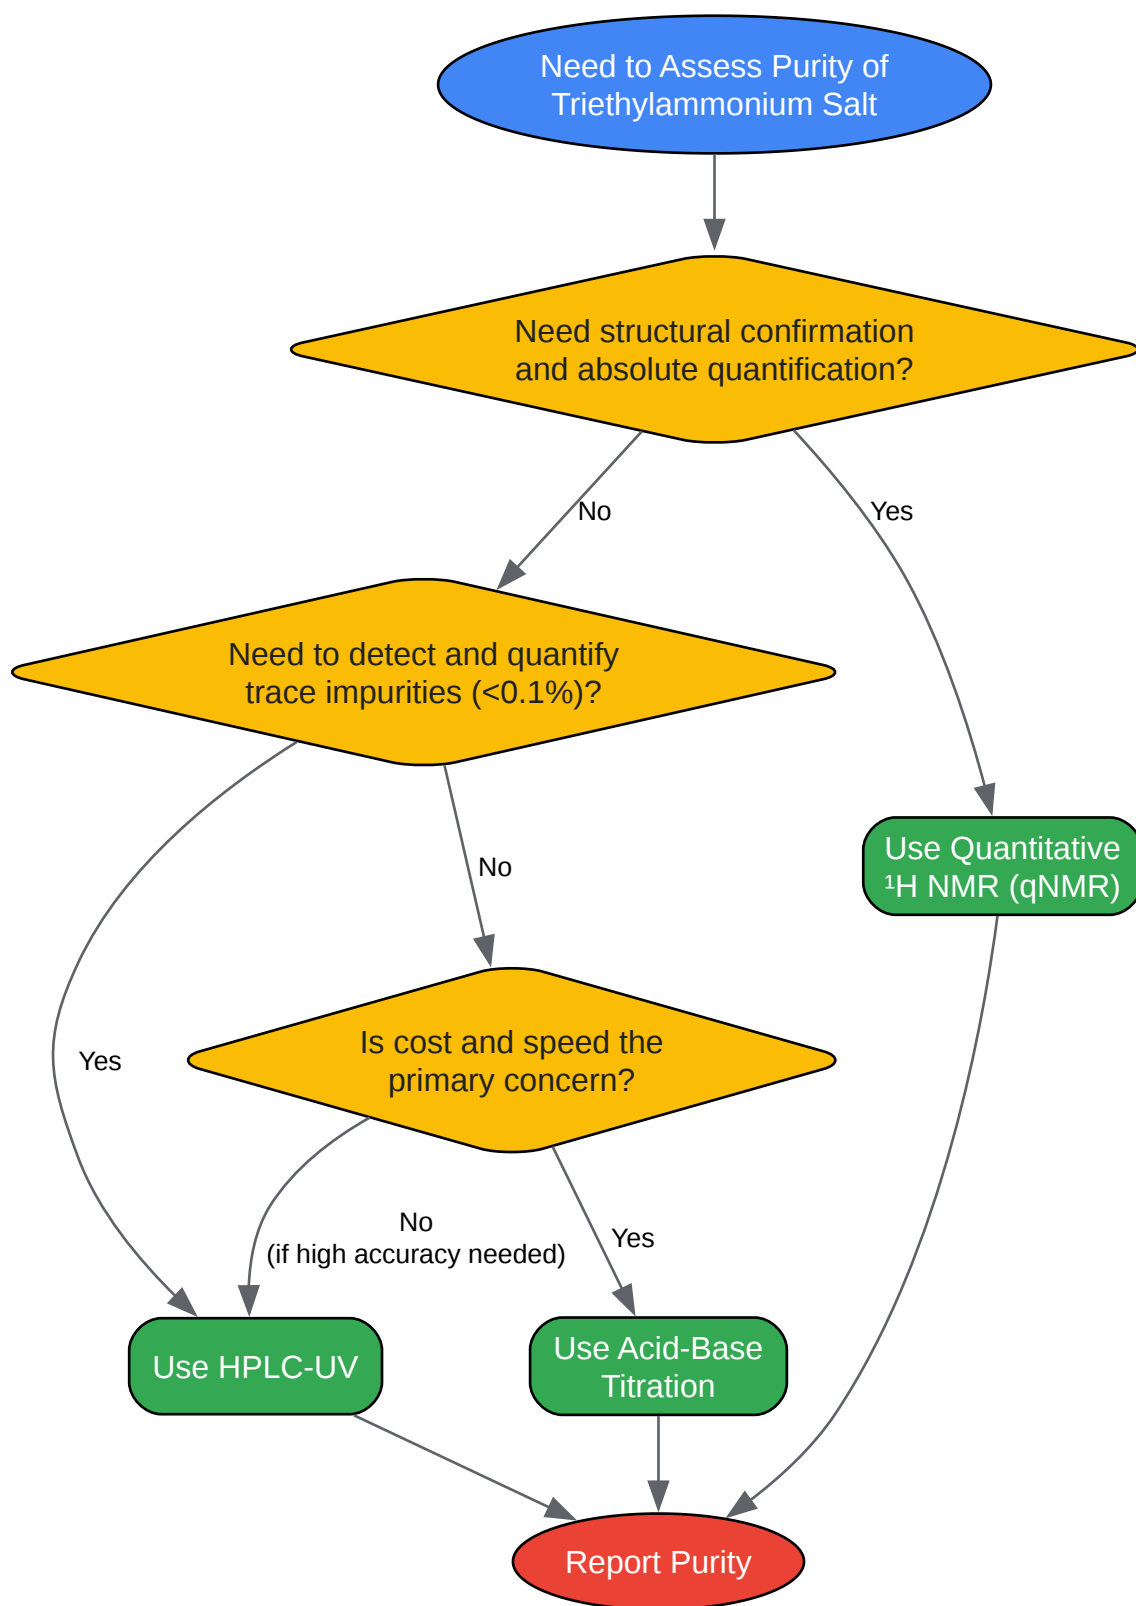 Need to Assess Purity of
Triethylammonium Salt
Need structural confirmation
and absolute quantification?
No
Yes
Need to detect and quantify
trace impurities (<0.1%)?
Use Quantitative
¹H NMR (qNMR)
No
Yes
Is cost and speed the
primary concern?
No
(if high accuracy needed)
Yes
Use HPLC-UV
Use Acid-Base
Titration
Report Purity